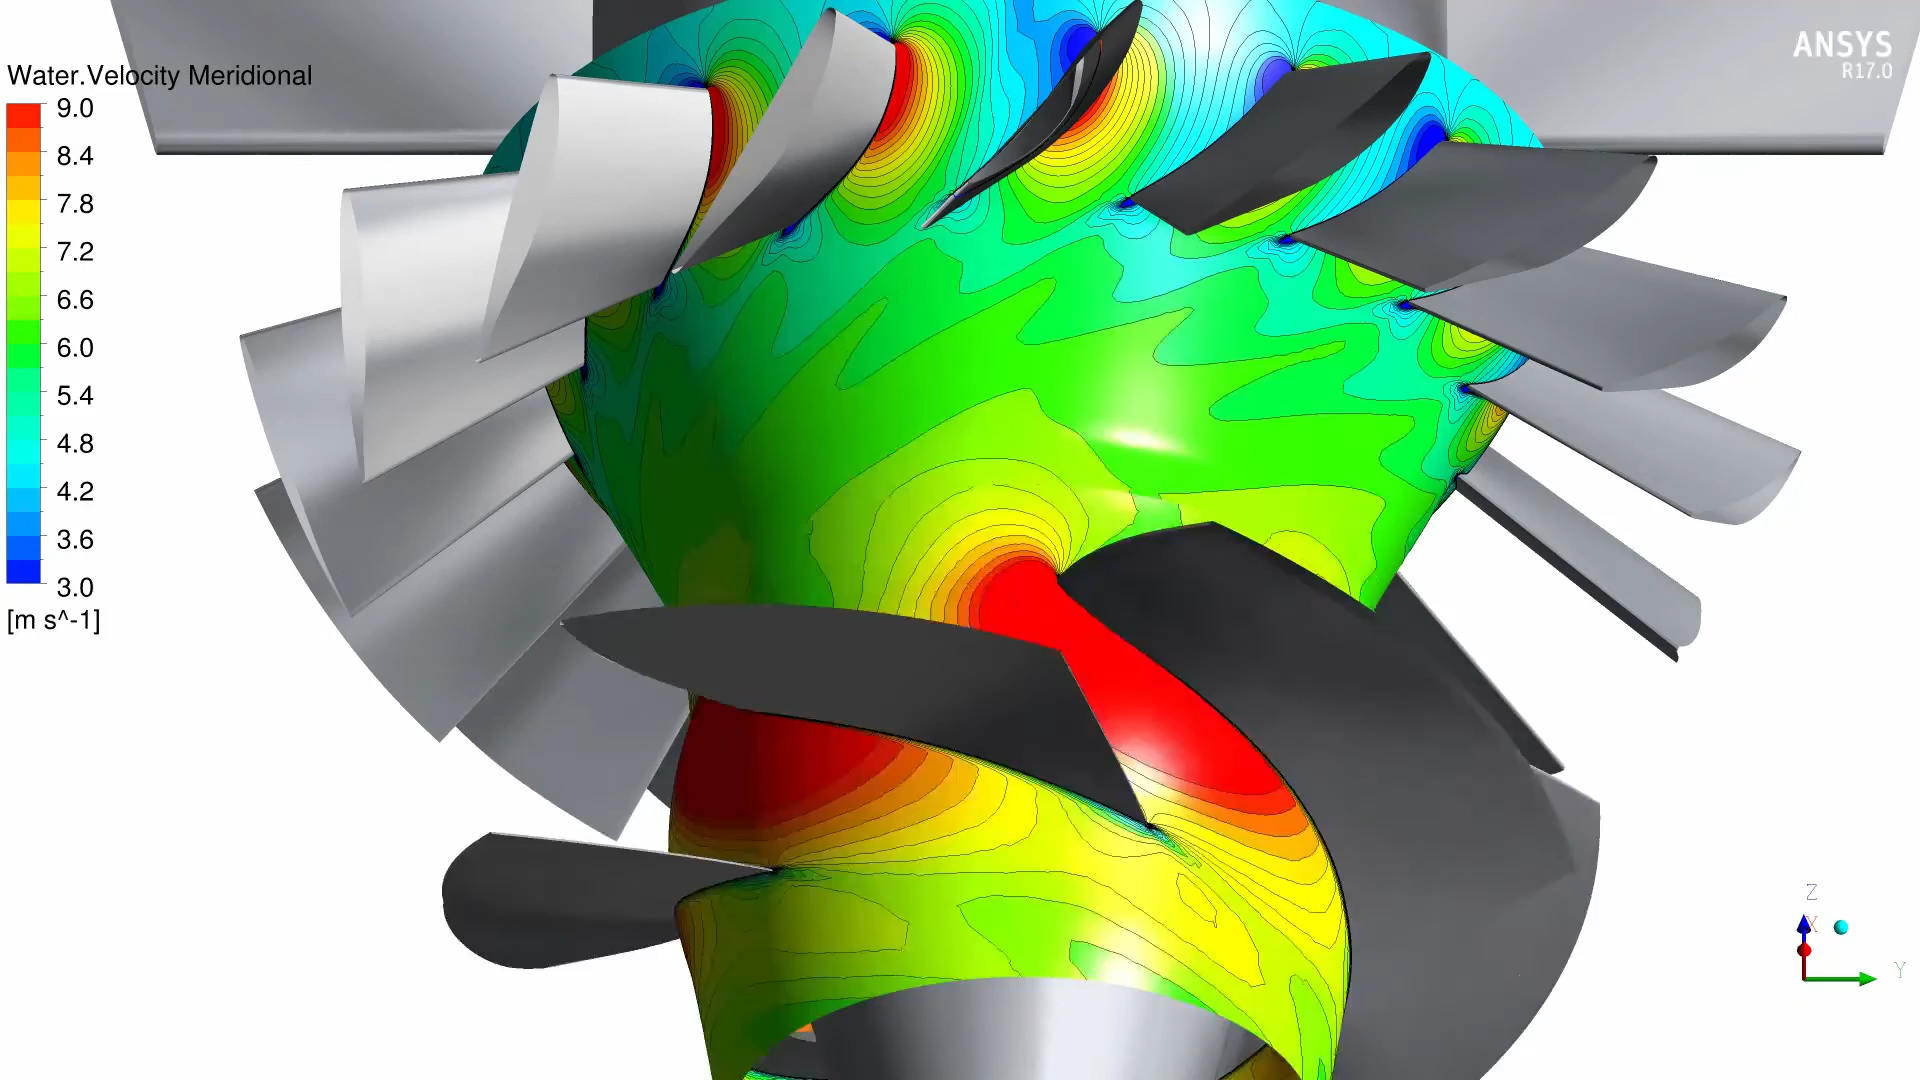 ANSYS
R17.0
Water.Velocity Meridional
9.0
8.4
7.8
7.2
6.6
6.0
5.4
4.8
4.2
3.6
3.0
[m s^-1]
Z
X
Y